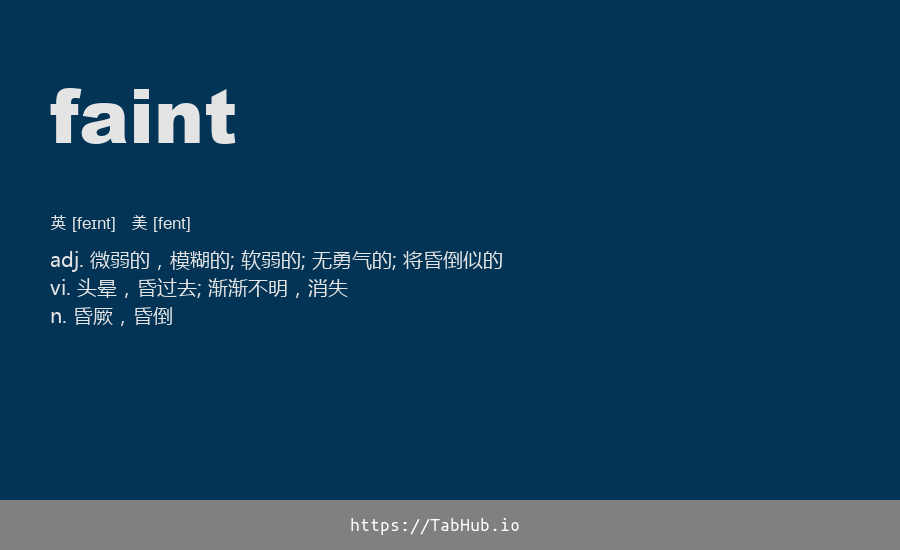 faint
英 [feɪnt] 美 [fent]
adj. 微弱的，模糊的; 软弱的; 无勇气的; 将昏倒似的
vi. 头晕，昏过去; 渐渐不明，消失
n. 昏厥，昏倒
https://TabHub.io